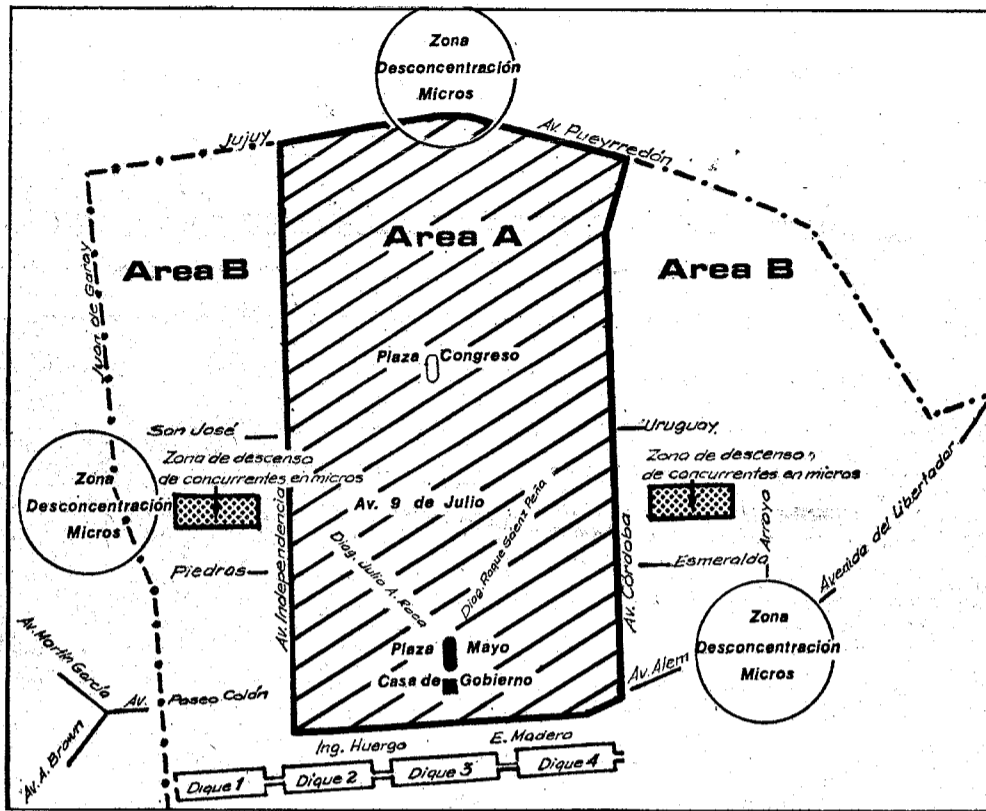 Zona
Desconcentración
Micros
Jujuy
Av. Pueyrredón
Area A
Area B
Area B
Juan de Garay
Plaza Congreso
San José
Uruguay
Zona de descenso
de concurrentes en micros
Zona de descenso
de concurrentes en micros
Zona
Desconcentración
Micros
Av. 9 de Julio
Diag. Julio A. Roca
Diag. Roque Sáenz Peña
Av. Independencia
Av. Córdoba
Arroyo
Avenida del Libertador
Piedras
Esmeralda
Zona
Desconcentración
Micros
Plaza Mayo
Casa de Gobierno
Av. Alem
Av. Martín García
Av. Paseo Colón
Av. A. Brown
Ing. Huergo
E. Madero
Dique 1
Dique 2
Dique 3
Dique 4